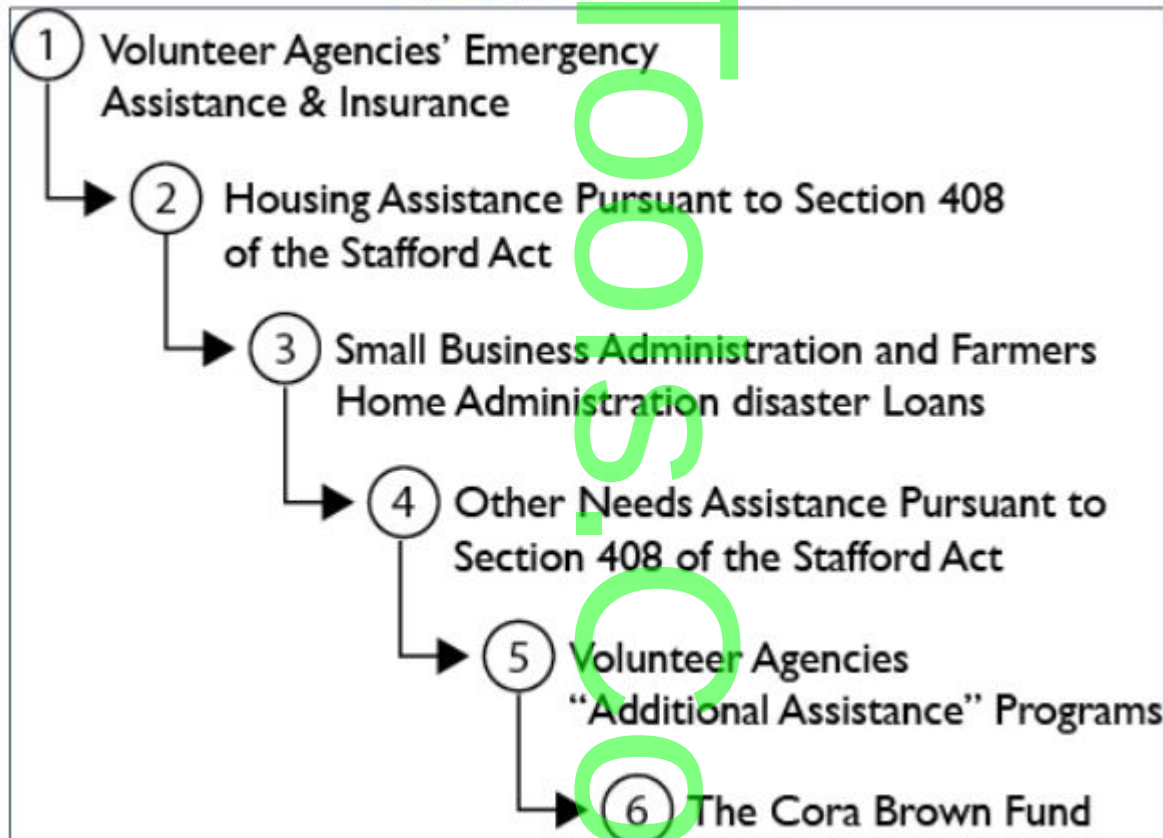 1 Volunteer Agencies' Emergency
Assistance & Insurance
2 Housing Assistance Pursuant to Section 408
of the Stafford Act
3 Small Business Administration and Farmers
Home Administration disaster Loans
4 Other Needs Assistance Pursuant to
Section 408 of the Stafford Act
5 Volunteer Agencies
“Additional Assistance” Programs
6 The Cora Brown Fund
Tools.Co